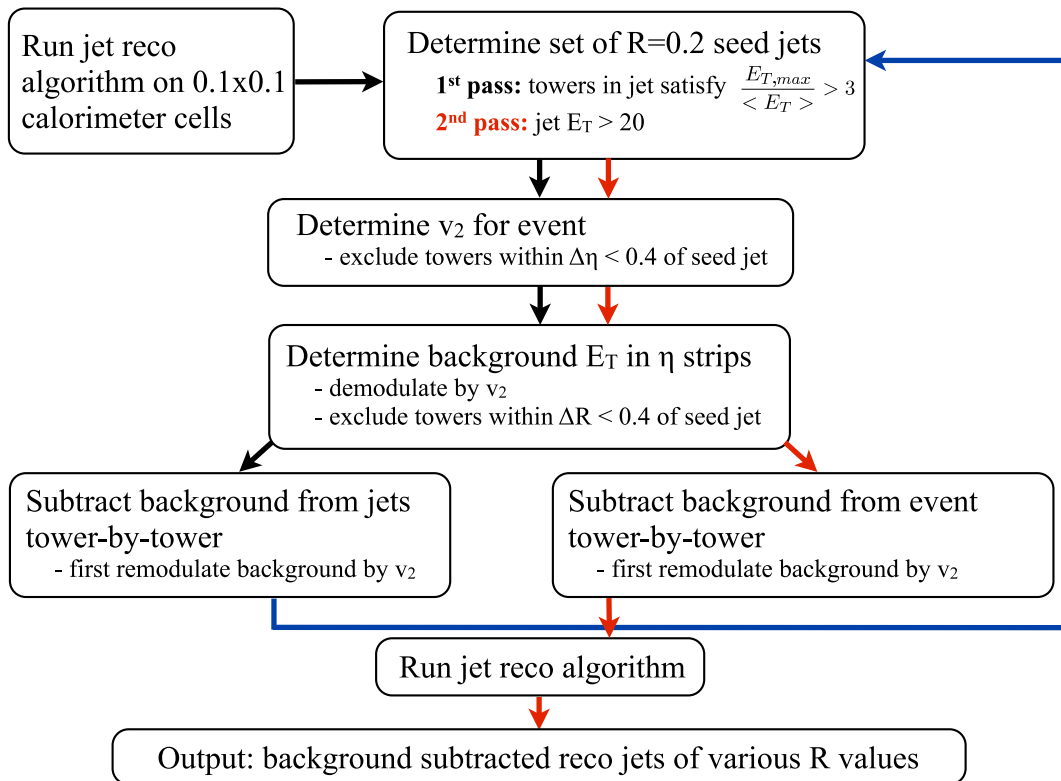 Run jet reco
algorithm on 0.1x0.1
calorimeter cells
Determine set of R=0.2 seed jets
1st pass: towers in jet satisfy E_{T,max} / < E_T > > 3
2nd pass: jet E_T > 20
Determine v₂ for event
- exclude towers within Δη < 0.4 of seed jet
Determine background E_T in η strips
- demodulate by v₂
- exclude towers within ΔR < 0.4 of seed jet
Subtract background from jets
tower-by-tower
- first remodulate background by v₂
Subtract background from event
tower-by-tower
- first remodulate background by v₂
Run jet reco algorithm
Output: background subtracted reco jets of various R values